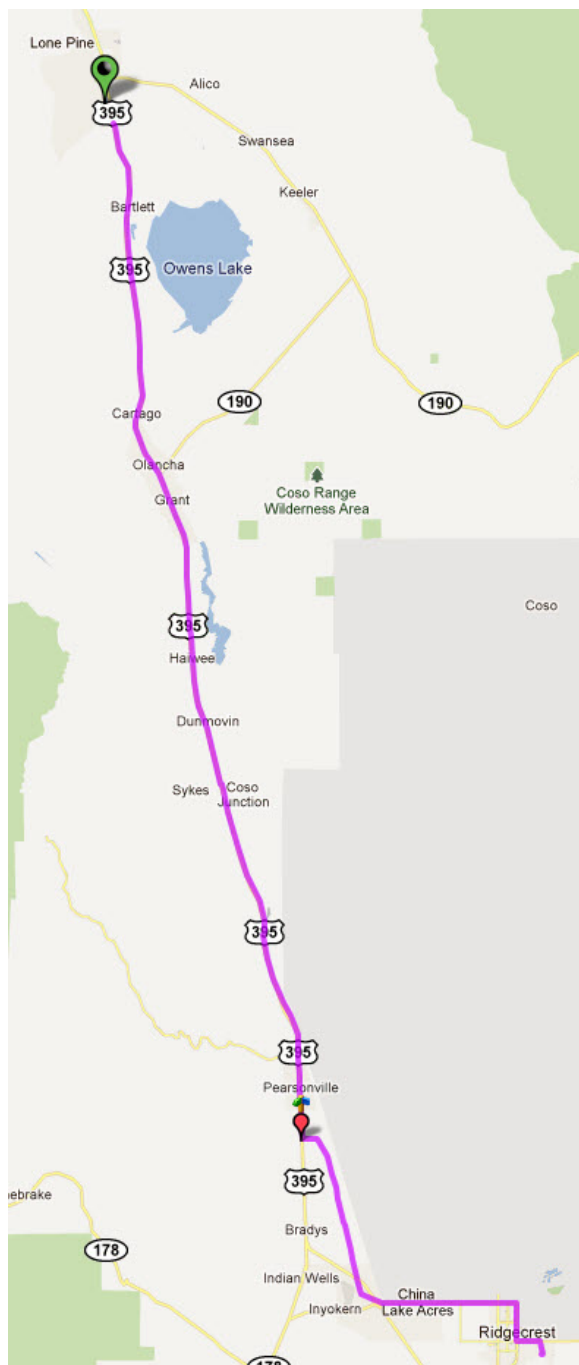 Lone Pine
395
Alico
Swansea
Keeler
Bartlett
395
Owens Lake
190
190
Cartago
Olancha
Grant
Coso Range
Wilderness Area
Coso
395
Haiwee
Dunmovin
Sykes
Coso
Junction
395
395
Pearsonville
395
nebrake
Bradys
178
Indian Wells
Inyokern
China
Lake Acres
Ridgecrest
178